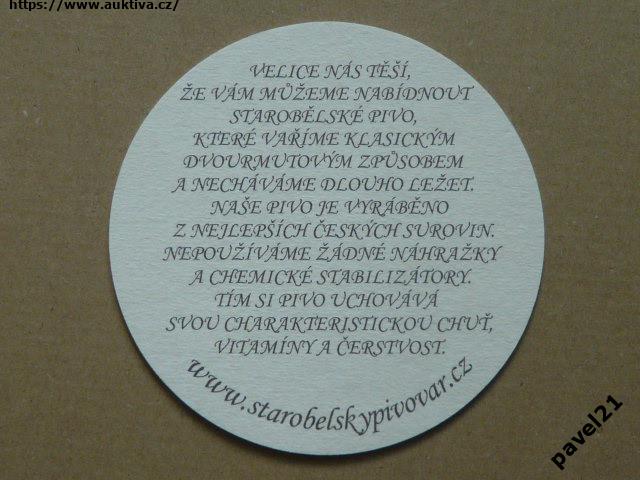 https://www.auktiva.cz/
VELICE NÁS TĚŠÍ,
ŽE VÁM MŮŽEME NABÍDNOUT
STAROBĚLSKÉ PIVO,
KTERÉ VAŘÍME KLASICKÝM
DVOURMUTOVÝM ZPŮSOBEM
A NECHÁVÁME DLOUHO LEŽET.
NAŠE PIVO JE VYRÁBĚNO
Z NEJLEPŠÍCH ČESKÝCH SUROVIN.
NEPOUŽÍVÁME ŽÁDNÉ NÁHRAŽKY
A CHEMICKÉ STABILIZÁTORY.
TÍM SI PIVO UCHOVÁVÁ
SVOU CHARAKTERISTICKOU CHUŤ,
VITAMÍNY A ČERSTVOST.
www.starobelskypivovar.cz
pavel21